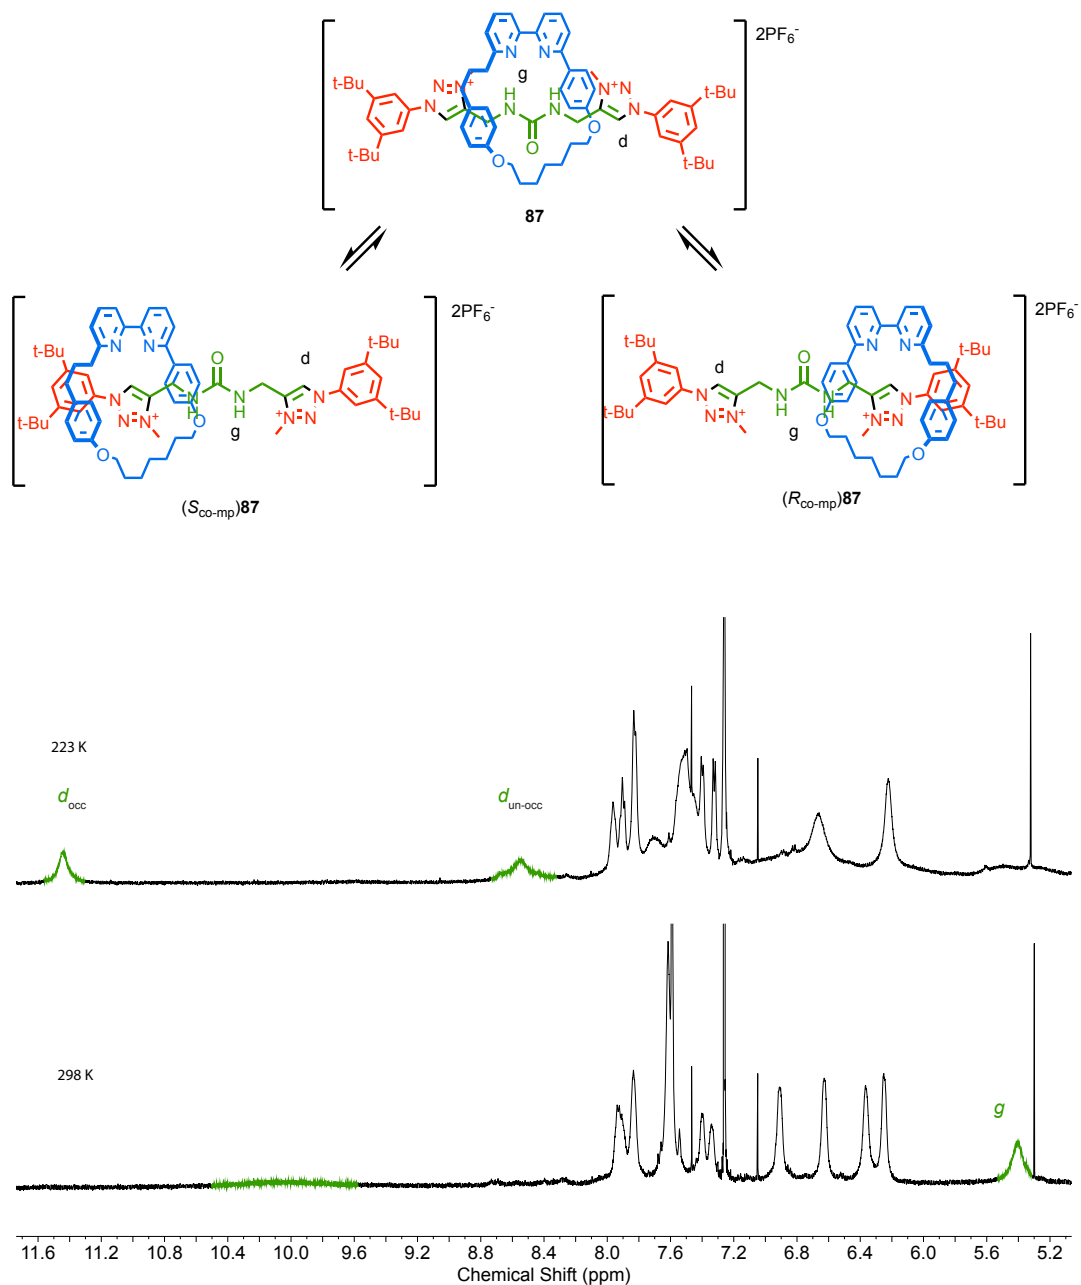 2PF6-
t-Bu
t-Bu
N
N+
N
N
N
g
H
N
H
N
O
N+
N
N
t-Bu
t-Bu
O
O
d
87
2PF6-
t-Bu
t-Bu
N
N
N
N
N+
O
N
H
N
H
g
O
O
d
N
N
N+
t-Bu
t-Bu
(Sco-mp)87
2PF6-
t-Bu
t-Bu
d
N
N
N+
O
N
H
N
H
g
N
N
O
O
N
N
N+
t-Bu
t-Bu
(Rco-mp)87
223 K
docc
dun-occ
298 K
g
11.6 11.2 10.8 10.4 10.0 9.6 9.2 8.8 8.4 8.0 7.6 7.2 6.8 6.4 6.0 5.6 5.2
Chemical Shift (ppm)